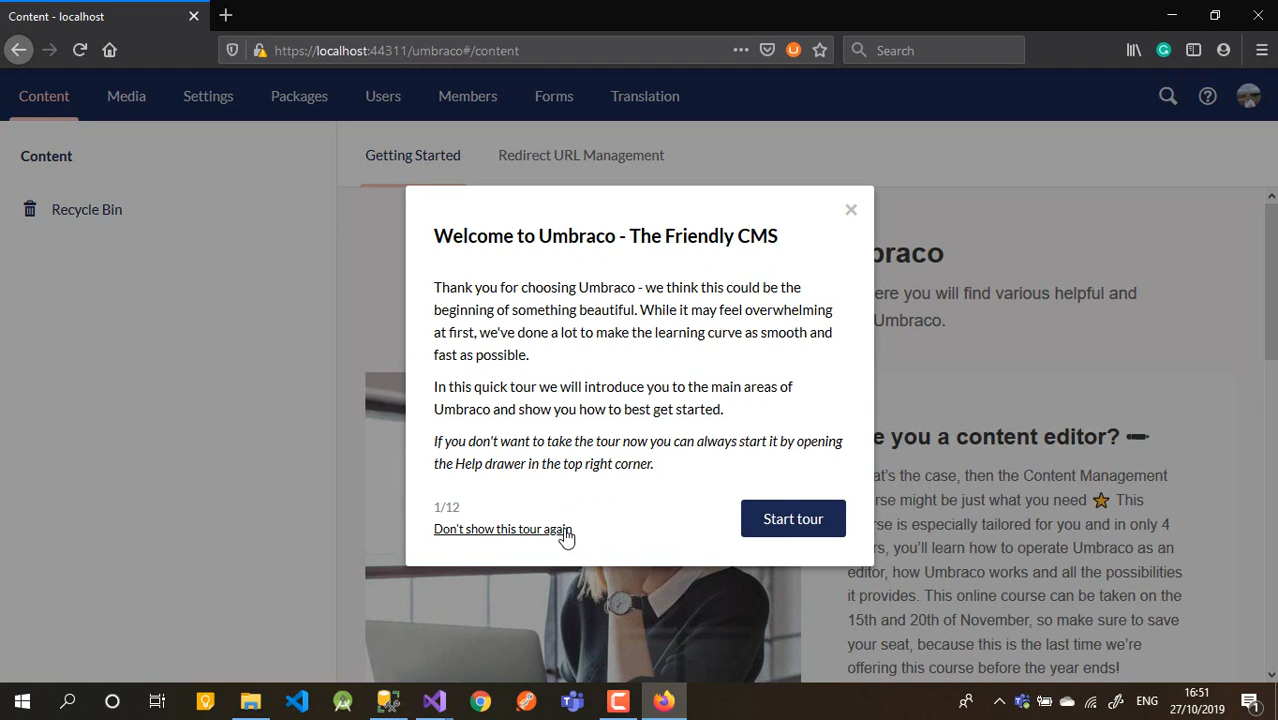 Content - localhost
https://localhost:44311/umbraco#/content
Search
Content
Media
Settings
Packages
Users
Members
Forms
Translation
Content
Getting Started
Redirect URL Management
Recycle Bin
Welcome to Umbraco - The Friendly CMS
Thank you for choosing Umbraco - we think this could be the
beginning of something beautiful. While it may feel overwhelming
at first, we've done a lot to make the learning curve as smooth and
fast as possible.
In this quick tour we will introduce you to the main areas of
Umbraco and show you how to best get started.
If you don't want to take the tour now you can always start it by opening
the Help drawer in the top right corner.
1/12
Don't show this tour again
Start tour
braco
ere you will find various helpful and
Umbraco.
e you a content editor?
at's the case, then the Content Management
rse might be just what you need ⭐ This
rse is especially tailored for you and in only 4
rs, you'll learn how to operate Umbraco as an
editor, how Umbraco works and all the possibilities
it provides. This online course can be taken on the
15th and 20th of November, so make sure to save
your seat, because this is the last time we're
offering this course before the year ends!
ENG
16:51
27/10/2019
1